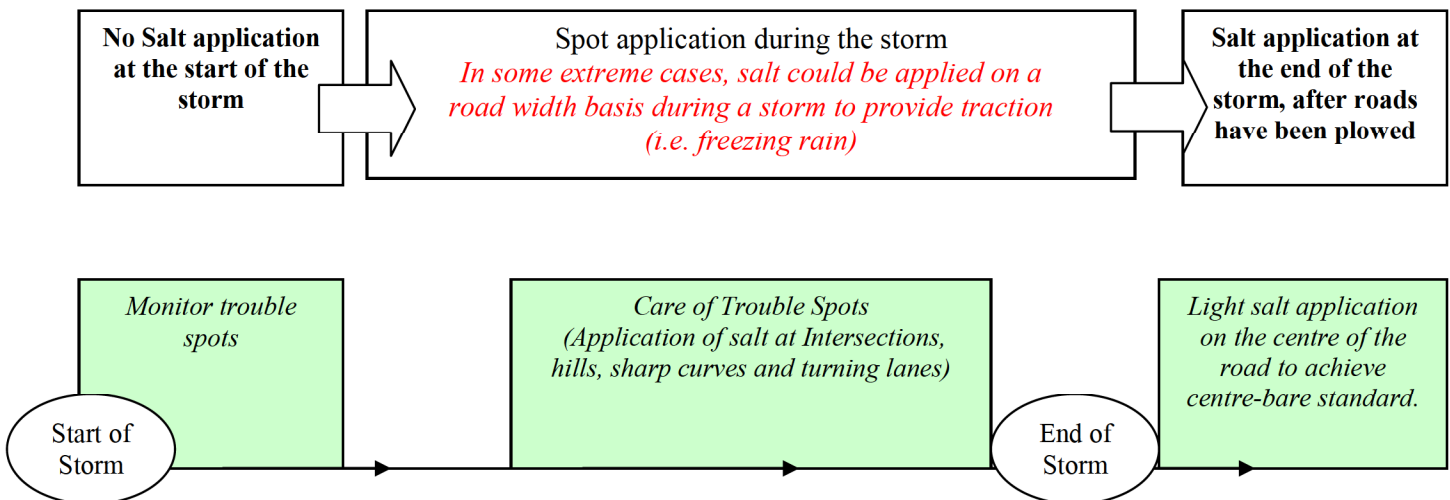 No Salt application
at the start of the
storm
Spot application during the storm
In some extreme cases, salt could be applied on a
road width basis during a storm to provide traction
(i.e. freezing rain)
Salt application at
the end of the
storm, after roads
have been plowed
Monitor trouble
spots
Care of Trouble Spots
(Application of salt at Intersections,
hills, sharp curves and turning lanes)
Light salt application
on the centre of the
road to achieve
centre-bare standard.
Start of
Storm
End of
Storm